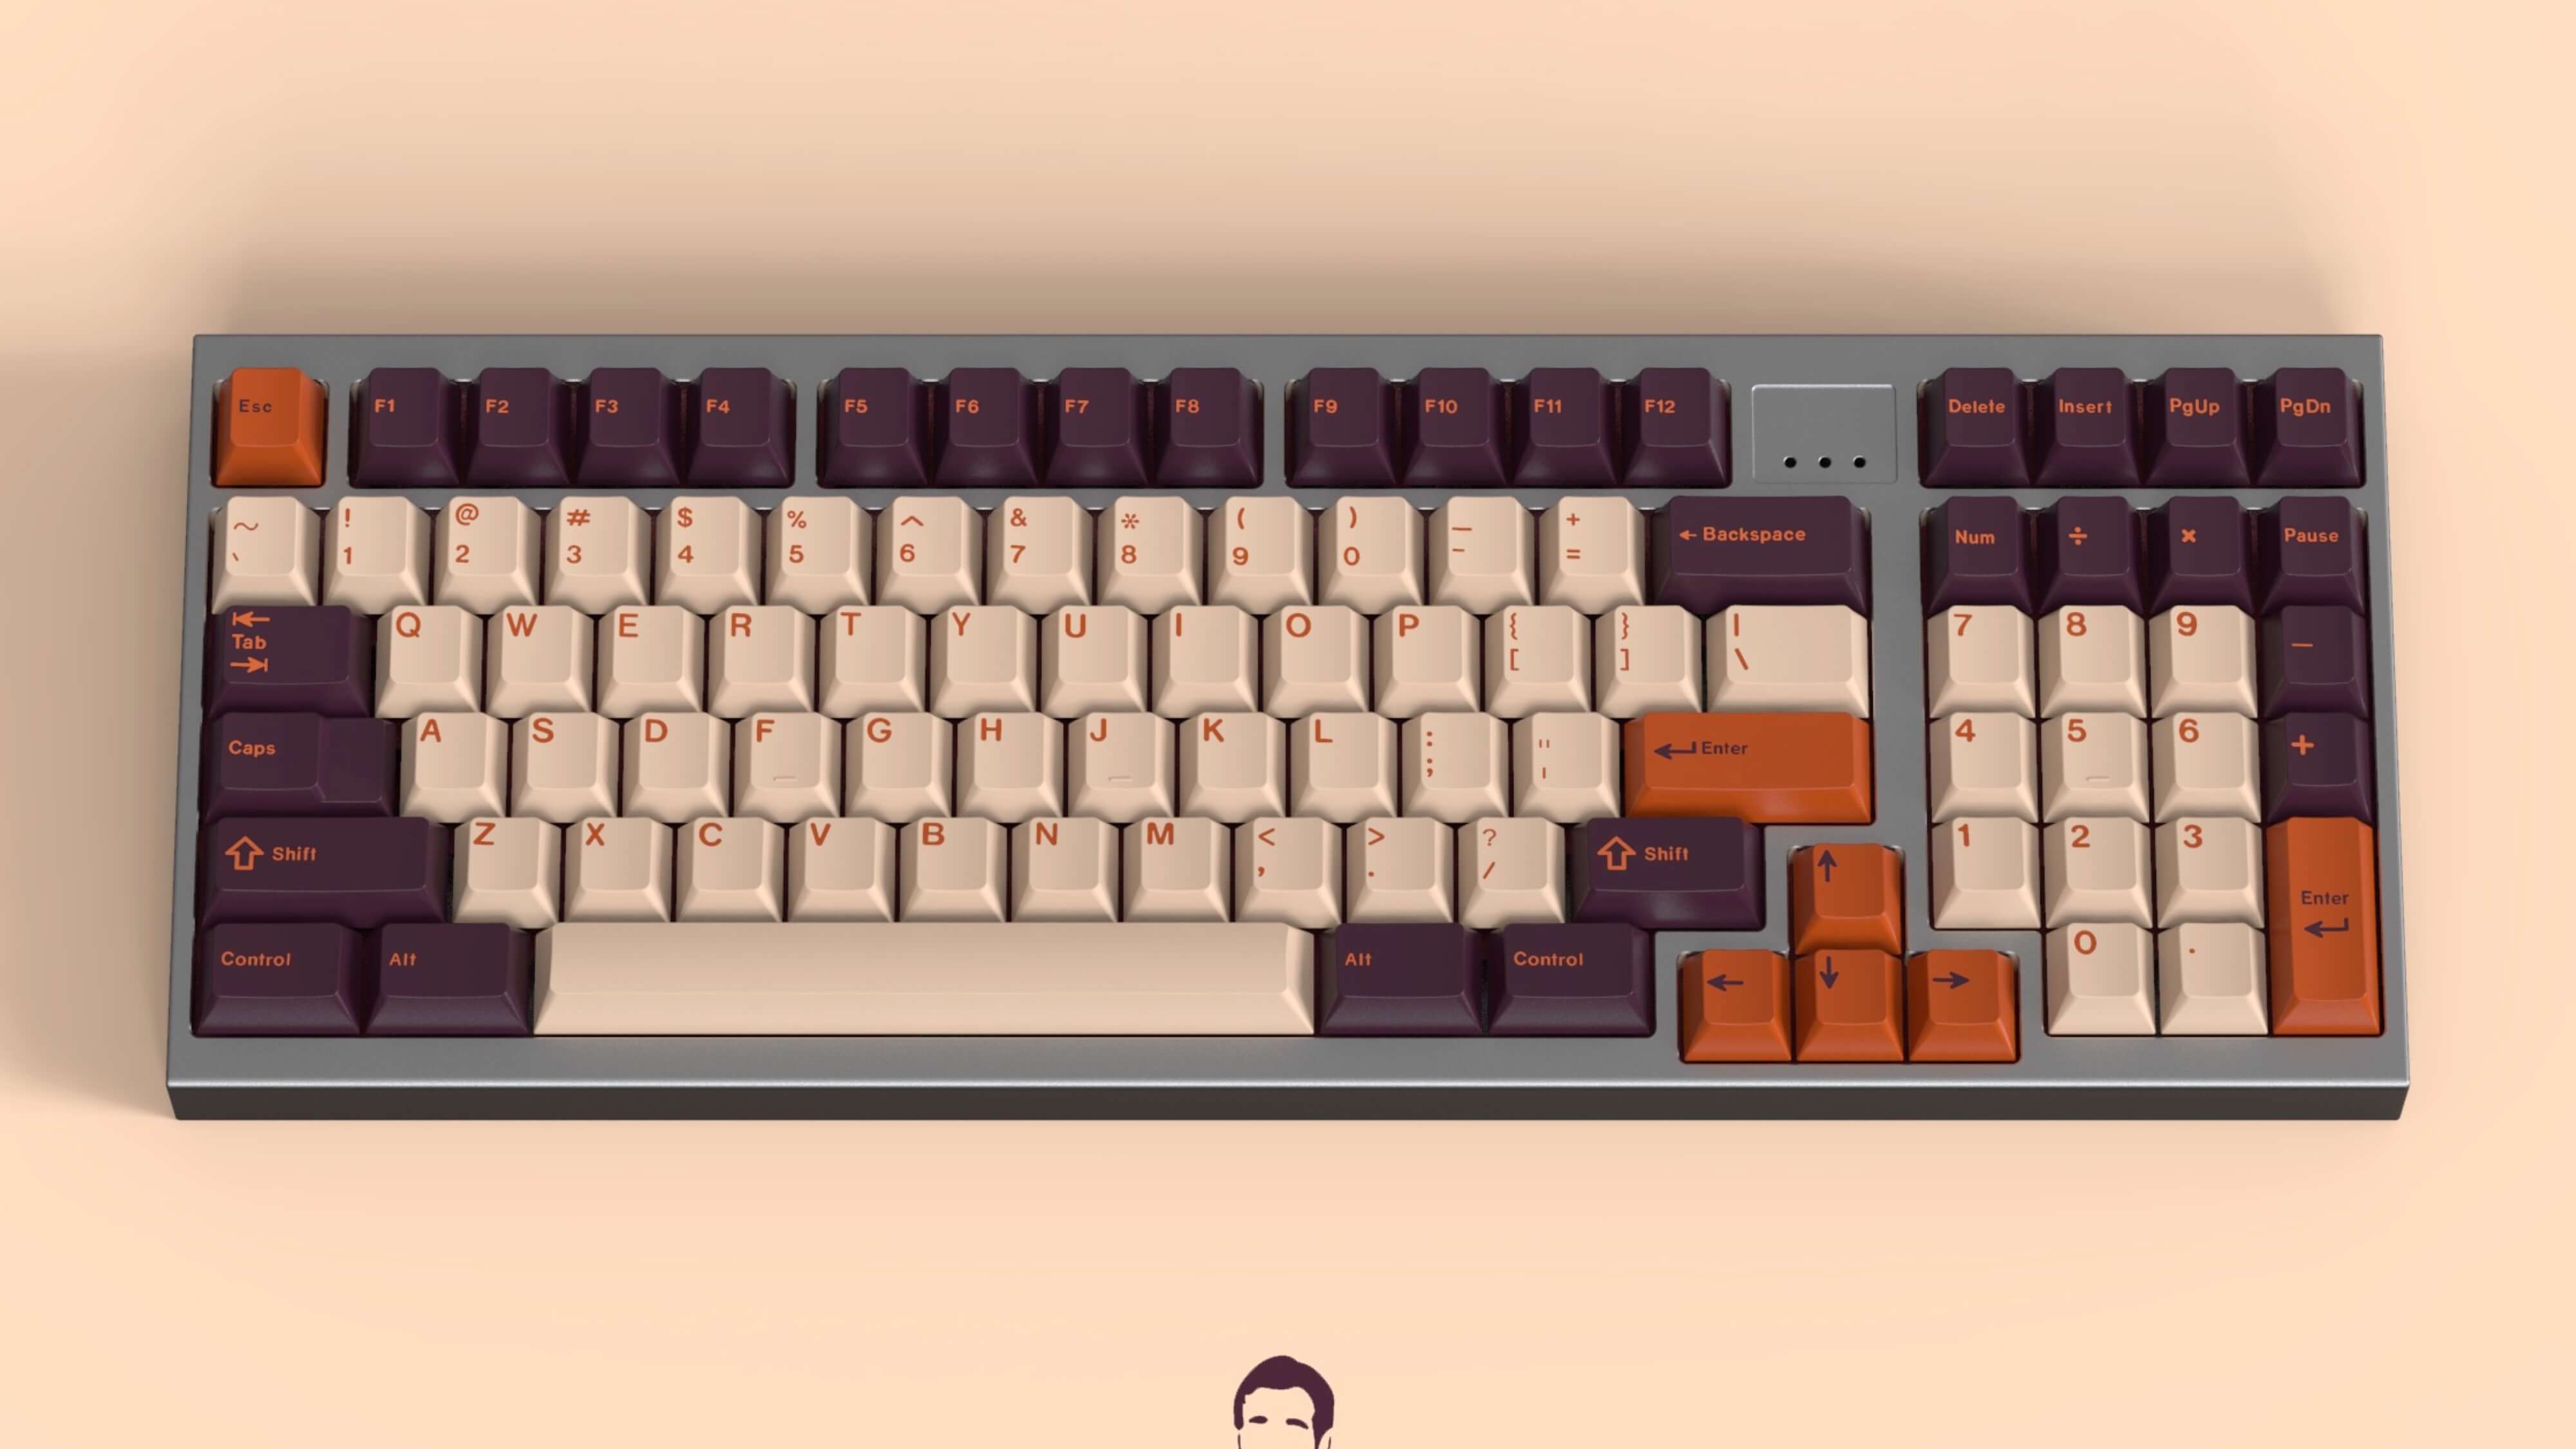 Esc F1 F2 F3 F4 F5 F6 F7 F8 F9 F10 F11 F12 Delete Insert PgUp PgDn
~ ! @ # $ % ^ & * ( ) _ +
` 1 2 3 4 5 6 7 8 9 0 - = ← Backspace Num ÷ × Pause
⇤ Q W E R T Y U I O P { } | 7 8 9 −
Tab
⇥ [ ] \
A S D F G H J K L : " 4 5 6 +
Caps ; ' ↵ Enter
Z X C V B N M < > ? 1 2 3
⇧ Shift , . / ⇧ Shift ↑ Enter ↵
Control Alt Alt Control ← ↓ → 0 .